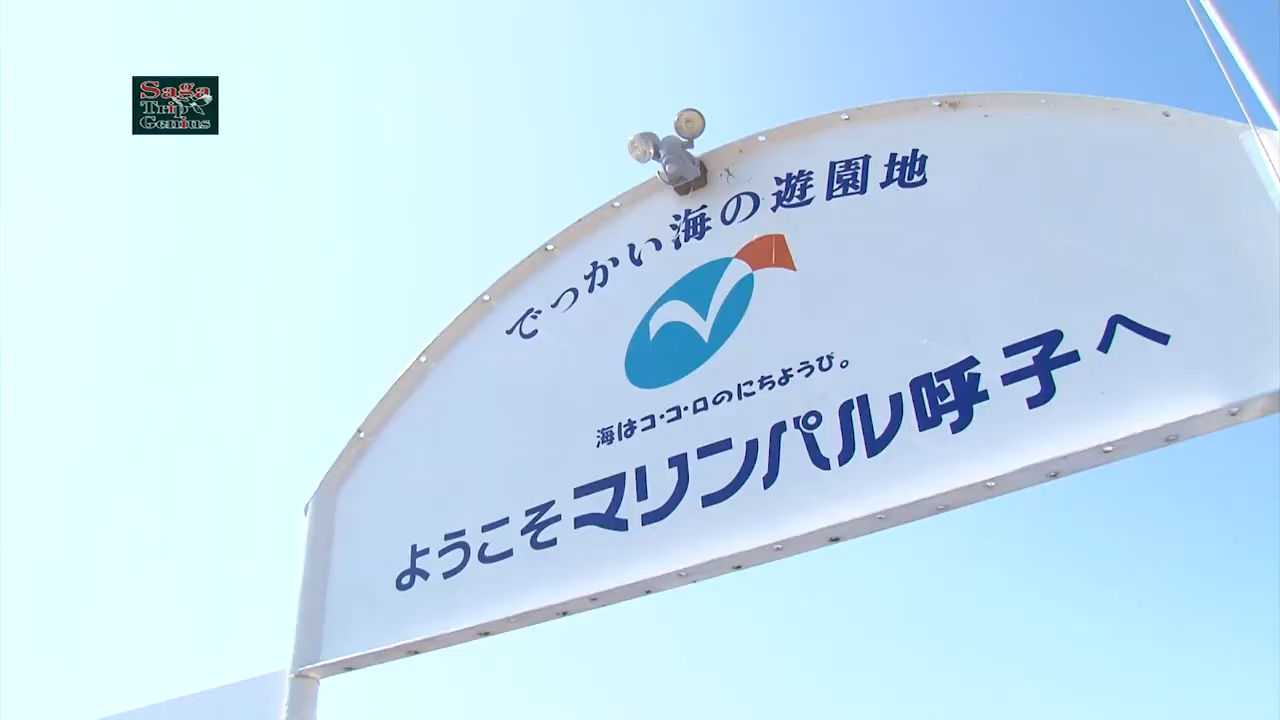 Saga
Trip
Genius
でっかい海の遊園地
海はコ・コ・ロのにちようび。
ようこそマリンパル呼子へ